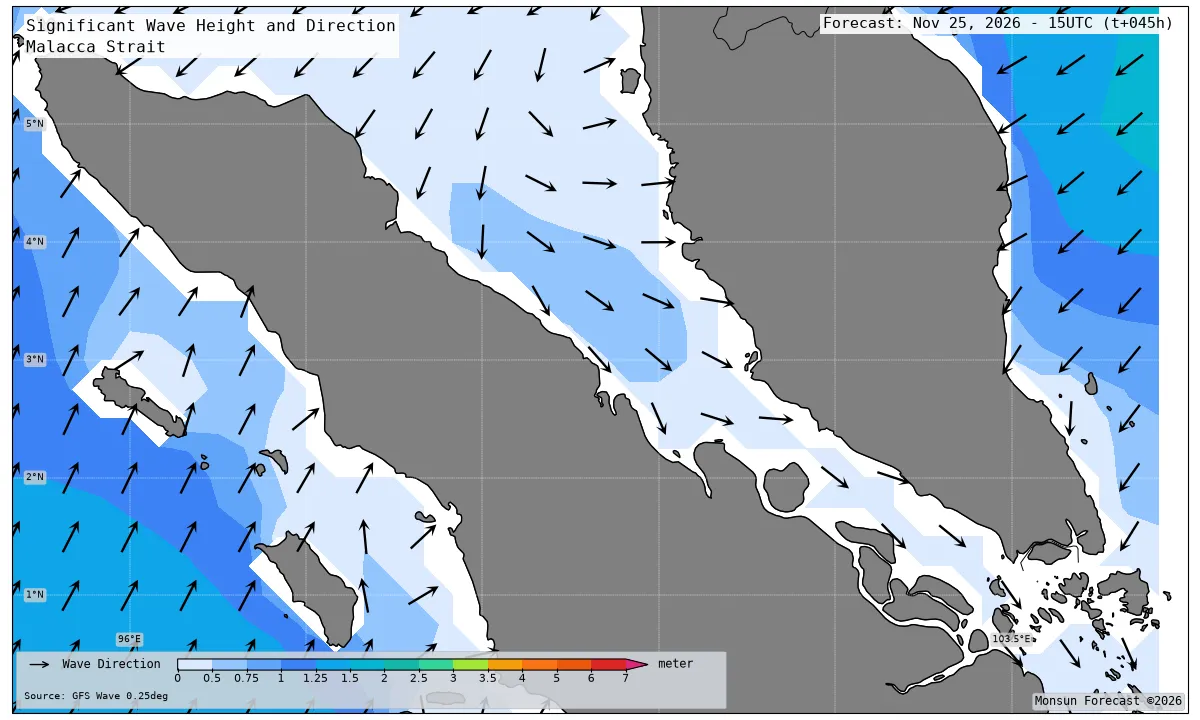 Significant Wave Height and Direction
Malacca Strait
Forecast: Nov 25, 2026 - 15UTC (t+045h)
5°N
4°N
3°N
2°N
1°N
96°E
103.5°E
Wave Direction
meter
0 0.5 0.75 1 1.25 1.5 2 2.5 3 3.5 4 5 6 7
Source: GFS Wave 0.25deg
Monsun Forecast ©2026